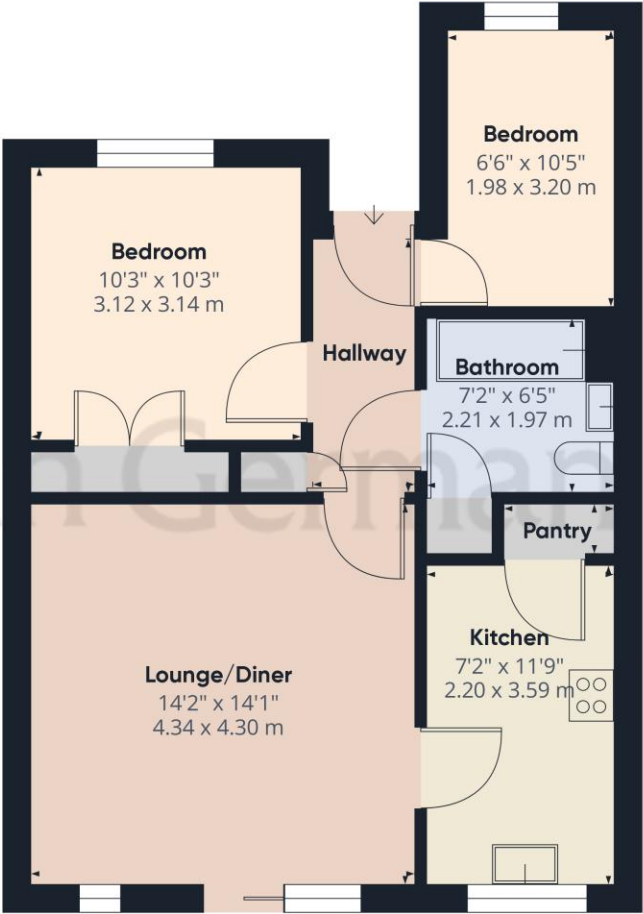 Bedroom
6'6" x 10'5"
1.98 x 3.20 m
Bedroom
10'3" x 10'3"
3.12 x 3.14 m
Hallway
Bathroom
7'2" x 6'5"
2.21 x 1.97 m
n German
Pantry
Kitchen
7'2" x 11'9"
2.20 x 3.59 m
Lounge/Diner
14'2" x 14'1"
4.34 x 4.30 m